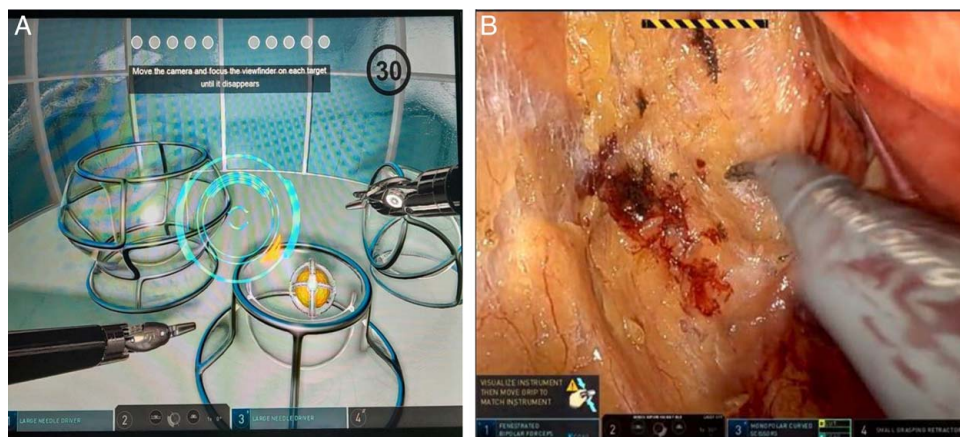 A
30
Move the camera and focus the viewfinder on each target
until it disappears
LARGE NEEDLE DRIVER
2
3
LARGE NEEDLE DRIVER
4
B
VISUALIZE INSTRUMENT
THEN MOVE GRIP TO
MATCH INSTRUMENT
1
FENESTRATED
BIPOLAR FORCEPS
2
3
MONOPOLAR CURVED
SCISSORS
4
SMALL GRASPING RETRACTOR